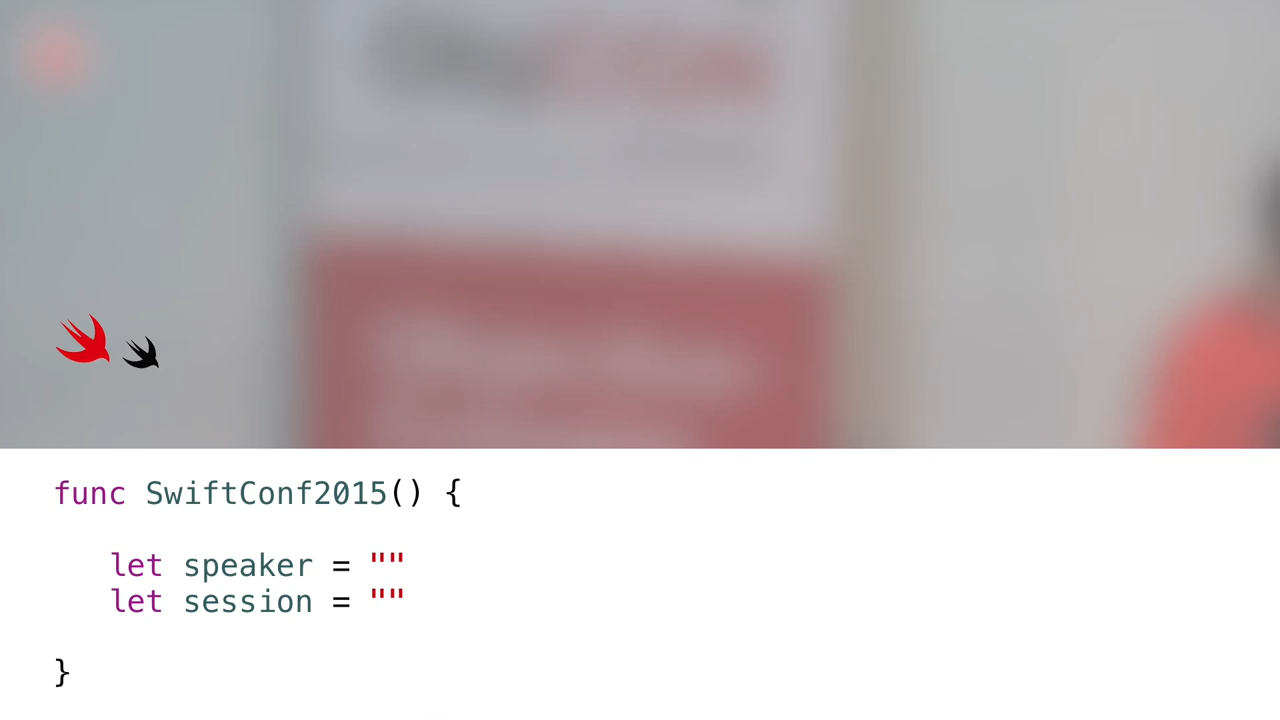 func SwiftConf2015() {
let speaker = ""
let session = ""
}